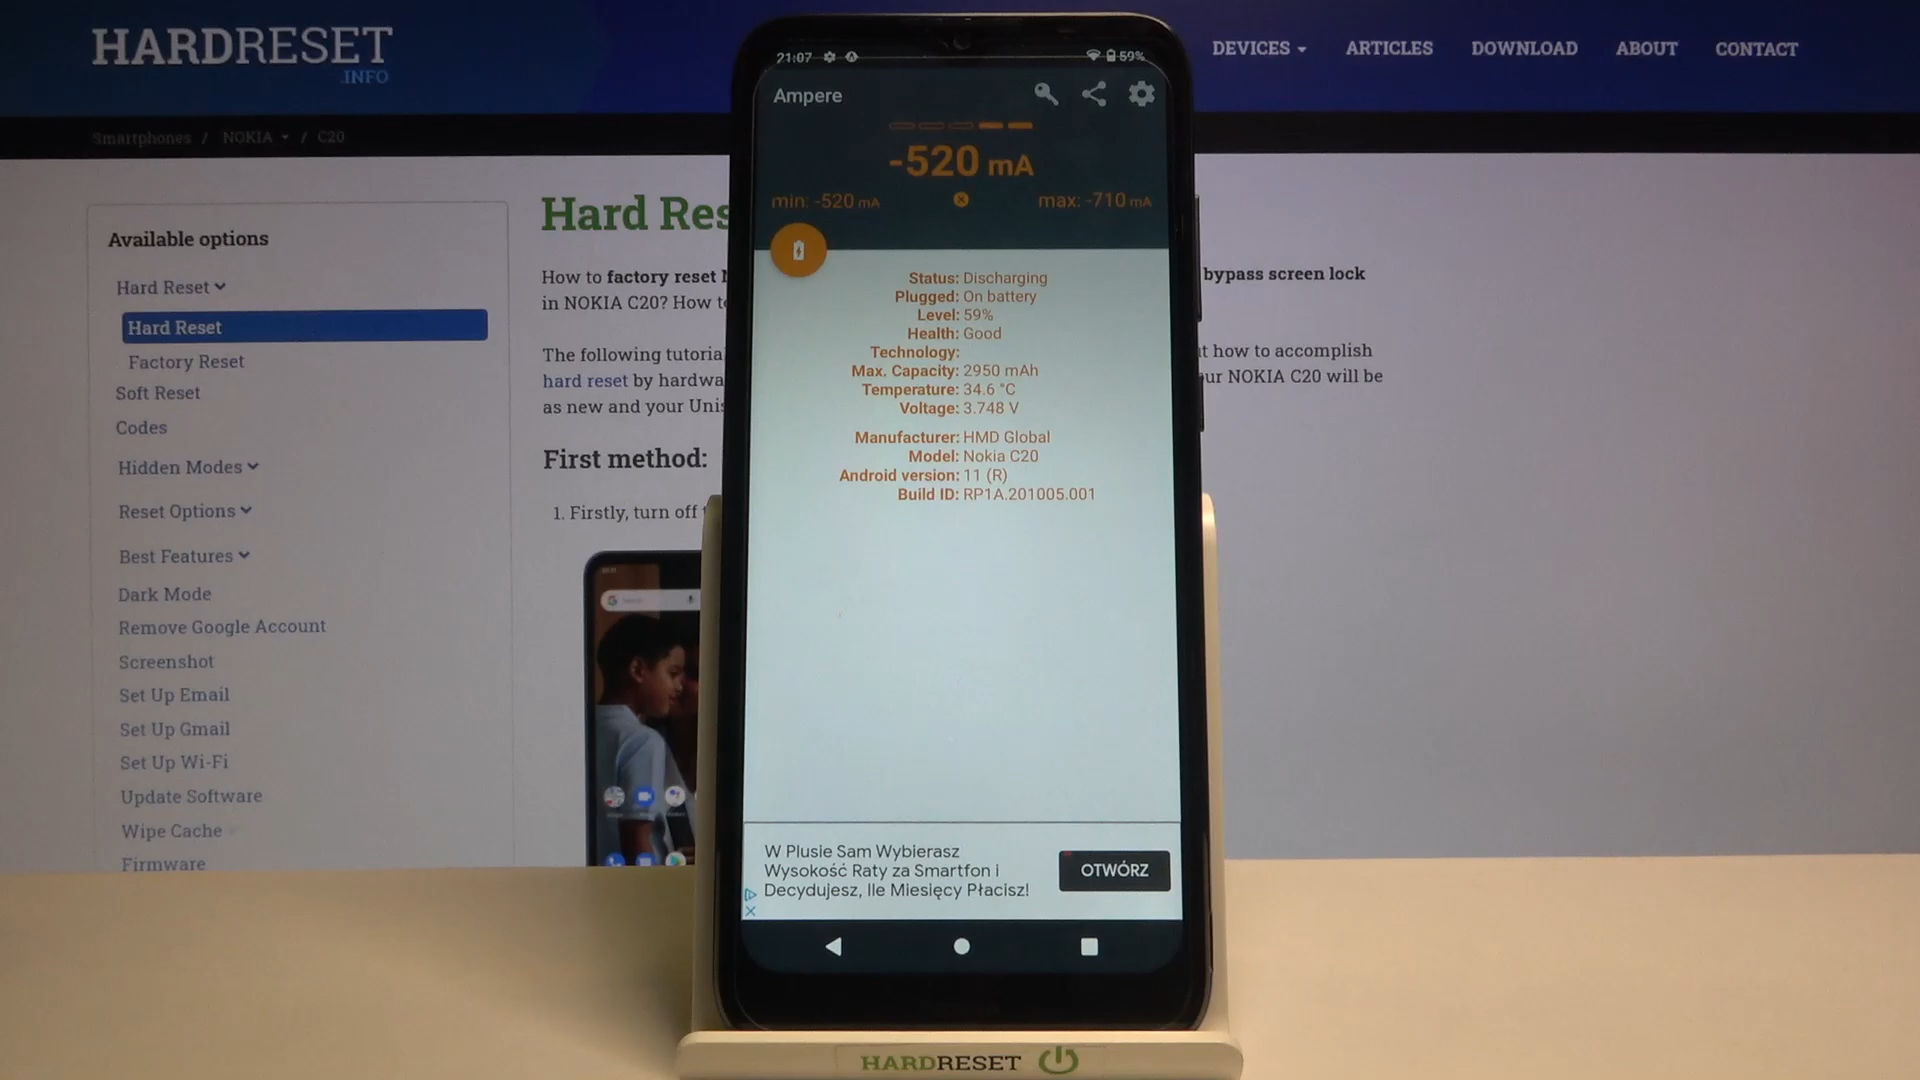 HARDRESET
.INFO
DEVICES
ARTICLES
DOWNLOAD
ABOUT
CONTACT
Smartphones / NOKIA / C20
Available options
Hard Reset
Hard Reset
Factory Reset
Soft Reset
Codes
Hidden Modes
Reset Options
Best Features
Dark Mode
Remove Google Account
Screenshot
Set Up Email
Set Up Gmail
Set Up Wi-Fi
Update Software
Wipe Cache
Firmware
Hard Res
How to factory reset
bypass screen lock
in NOKIA C20? How
The following
how to accomplish
hard reset by
NOKIA C20 will be
as new and your
First method:
1. Firstly, turn off
21:07
59%
Ampere
-520 mA
min: -520 mA
max: -710 mA
Status: Discharging
Plugged: On battery
Level: 59%
Health: Good
Technology:
Max. Capacity: 2950 mAh
Temperature: 34.6 °C
Voltage: 3.748 V
Manufacturer: HMD Global
Model: Nokia C20
Android version: 11 (R)
Build ID: RP1A.201005.001
W Plusie Sam Wybierasz
Wysokość Raty za Smartfon i
Decydujesz, Ile Miesięcy Płacisz!
OTWÓRZ
HARDRESET